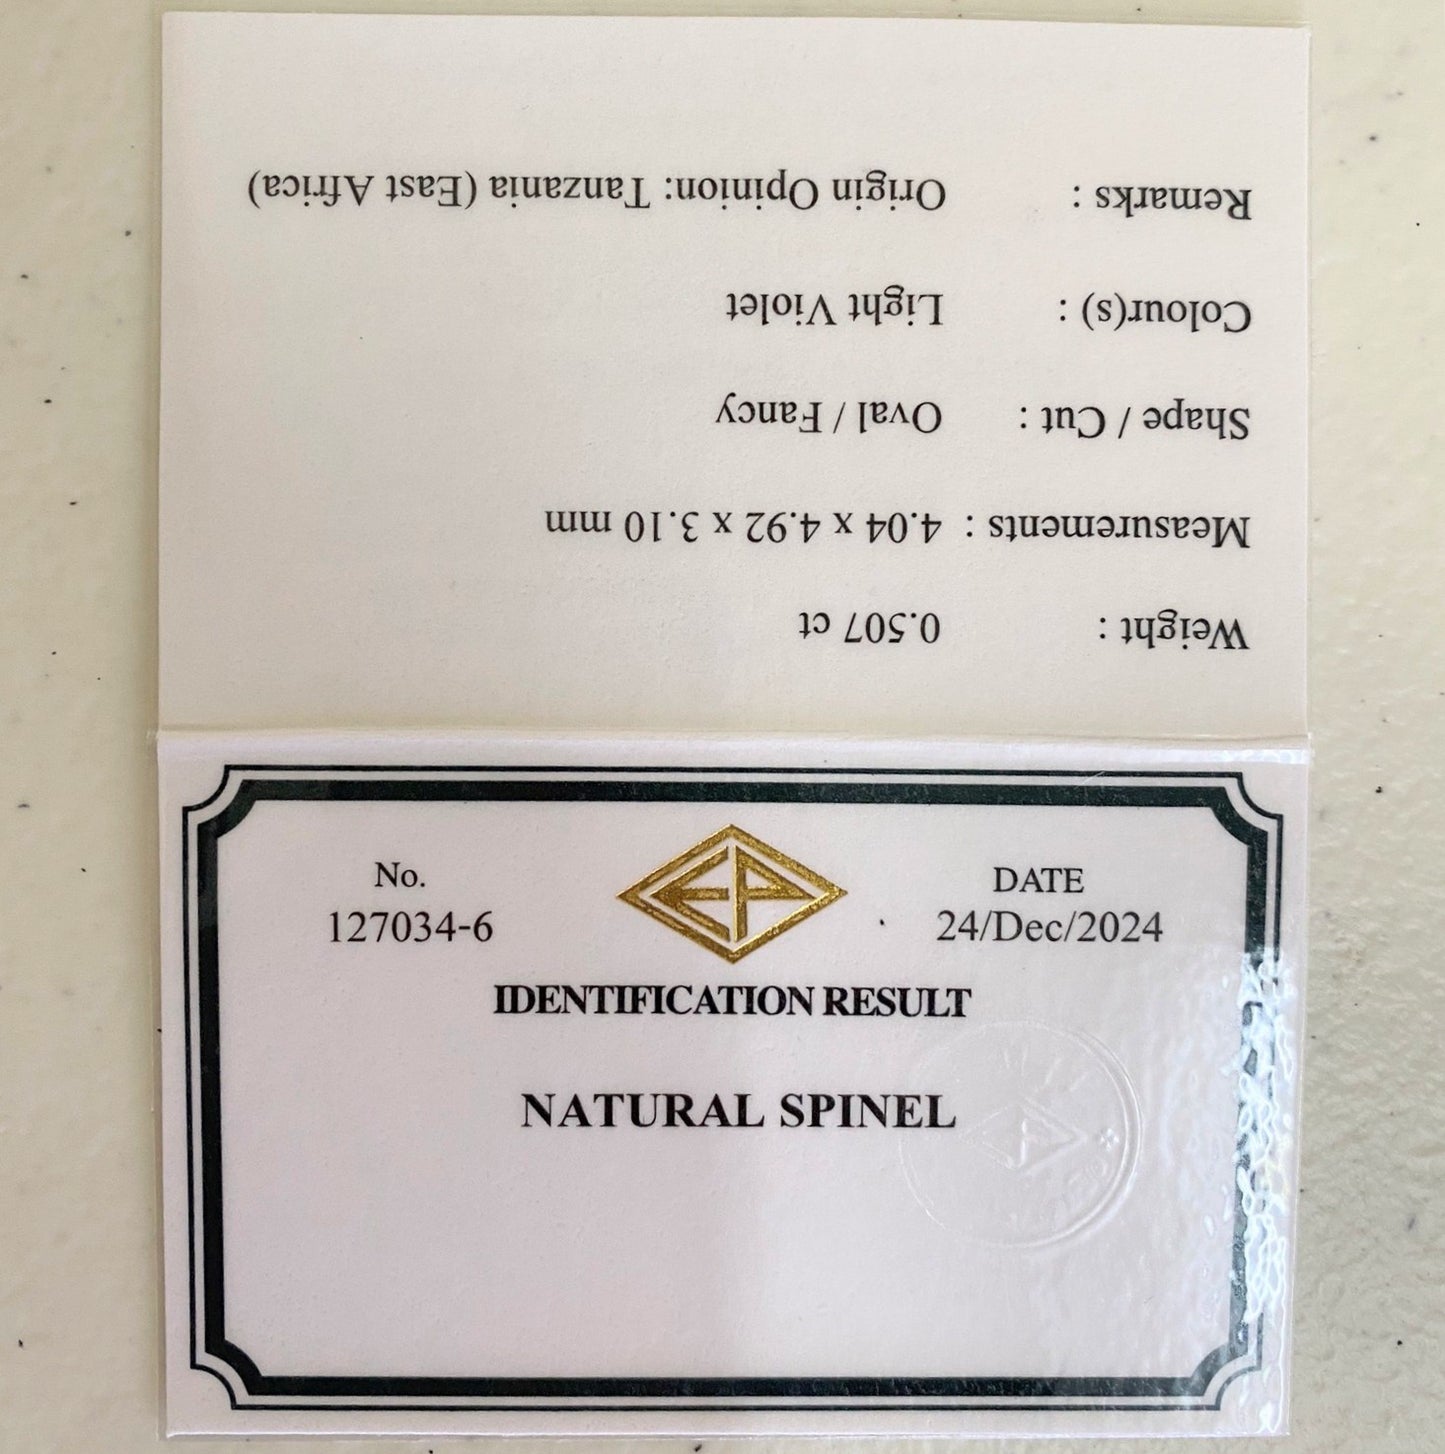 No.
127034-6
EP
DATE
24/Dec/2024
IDENTIFICATION RESULT
NATURAL SPINEL
Weight : 0.507 ct
Measurements : 4.04 x 4.92 x 3.10 mm
Shape / Cut : Oval / Fancy
Colour(s) : Light Violet
Remarks : Origin Opinion: Tanzania (East Africa)